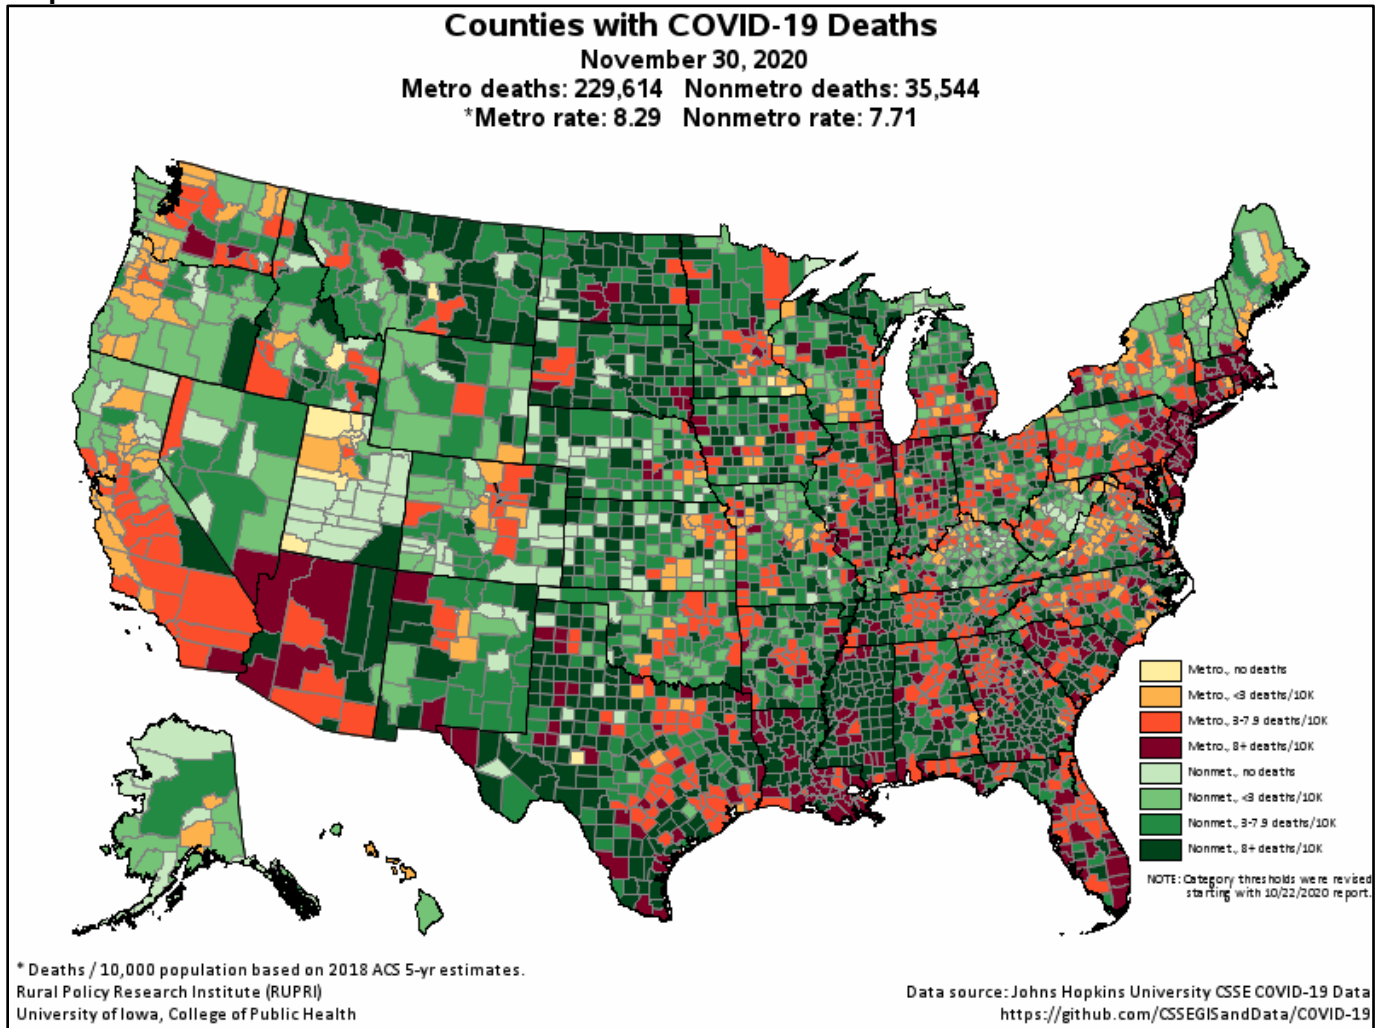 Counties with COVID-19 Deaths
November 30, 2020
Metro deaths: 229,614 Nonmetro deaths: 35,544
*Metro rate: 8.29 Nonmetro rate: 7.71
Metro., no deaths
Metro., <3 deaths/10K
Metro., 3-7.9 deaths/10K
Metro., 8+ deaths/10K
Nonmet., no deaths
Nonmet., <3 deaths/10K
Nonmet., 3-7.9 deaths/10K
Nonmet., 8+ deaths/10K
NOTE: Category thresholds were revised
starting with 10/22/2020 report.
* Deaths / 10,000 population based on 2018 ACS 5-yr estimates.
Rural Policy Research Institute (RUPRI)
University of Iowa, College of Public Health
Data source: Johns Hopkins University CSSE COVID-19 Data
https://github.com/CSSEGISandData/COVID-19